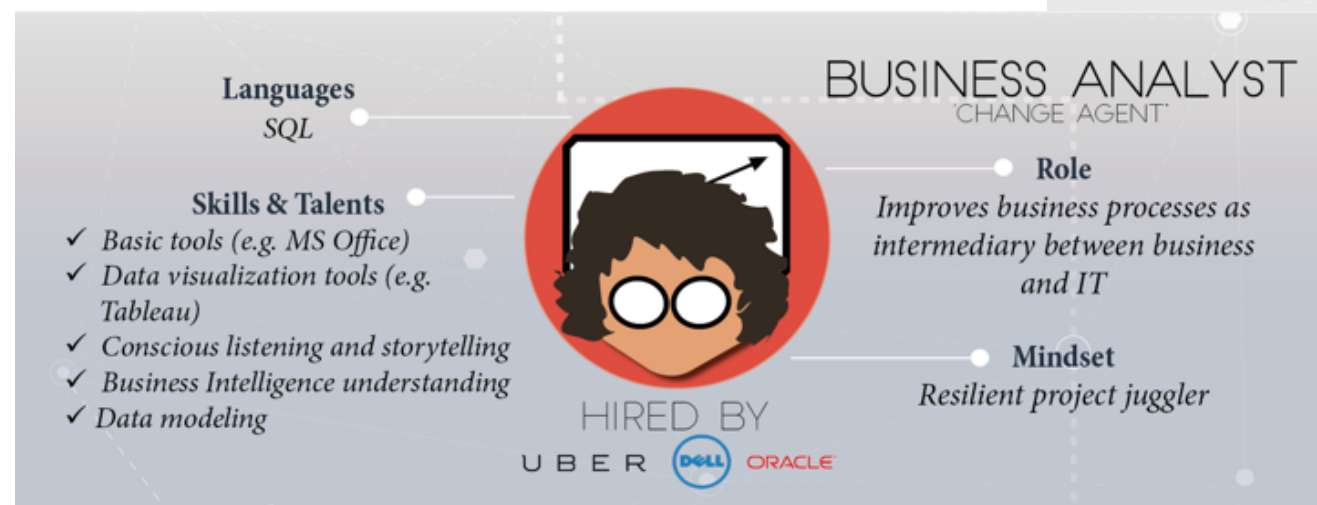 BUSINESS ANALYST
'CHANGE AGENT'
Languages
SQL
Skills & Talents
✓ Basic tools (e.g. MS Office)
✓ Data visualization tools (e.g.
Tableau)
✓ Conscious listening and storytelling
✓ Business Intelligence understanding
✓ Data modeling
Role
Improves business processes as
intermediary between business
and IT
Mindset
Resilient project juggler
HIRED BY
UBER DELL ORACLE